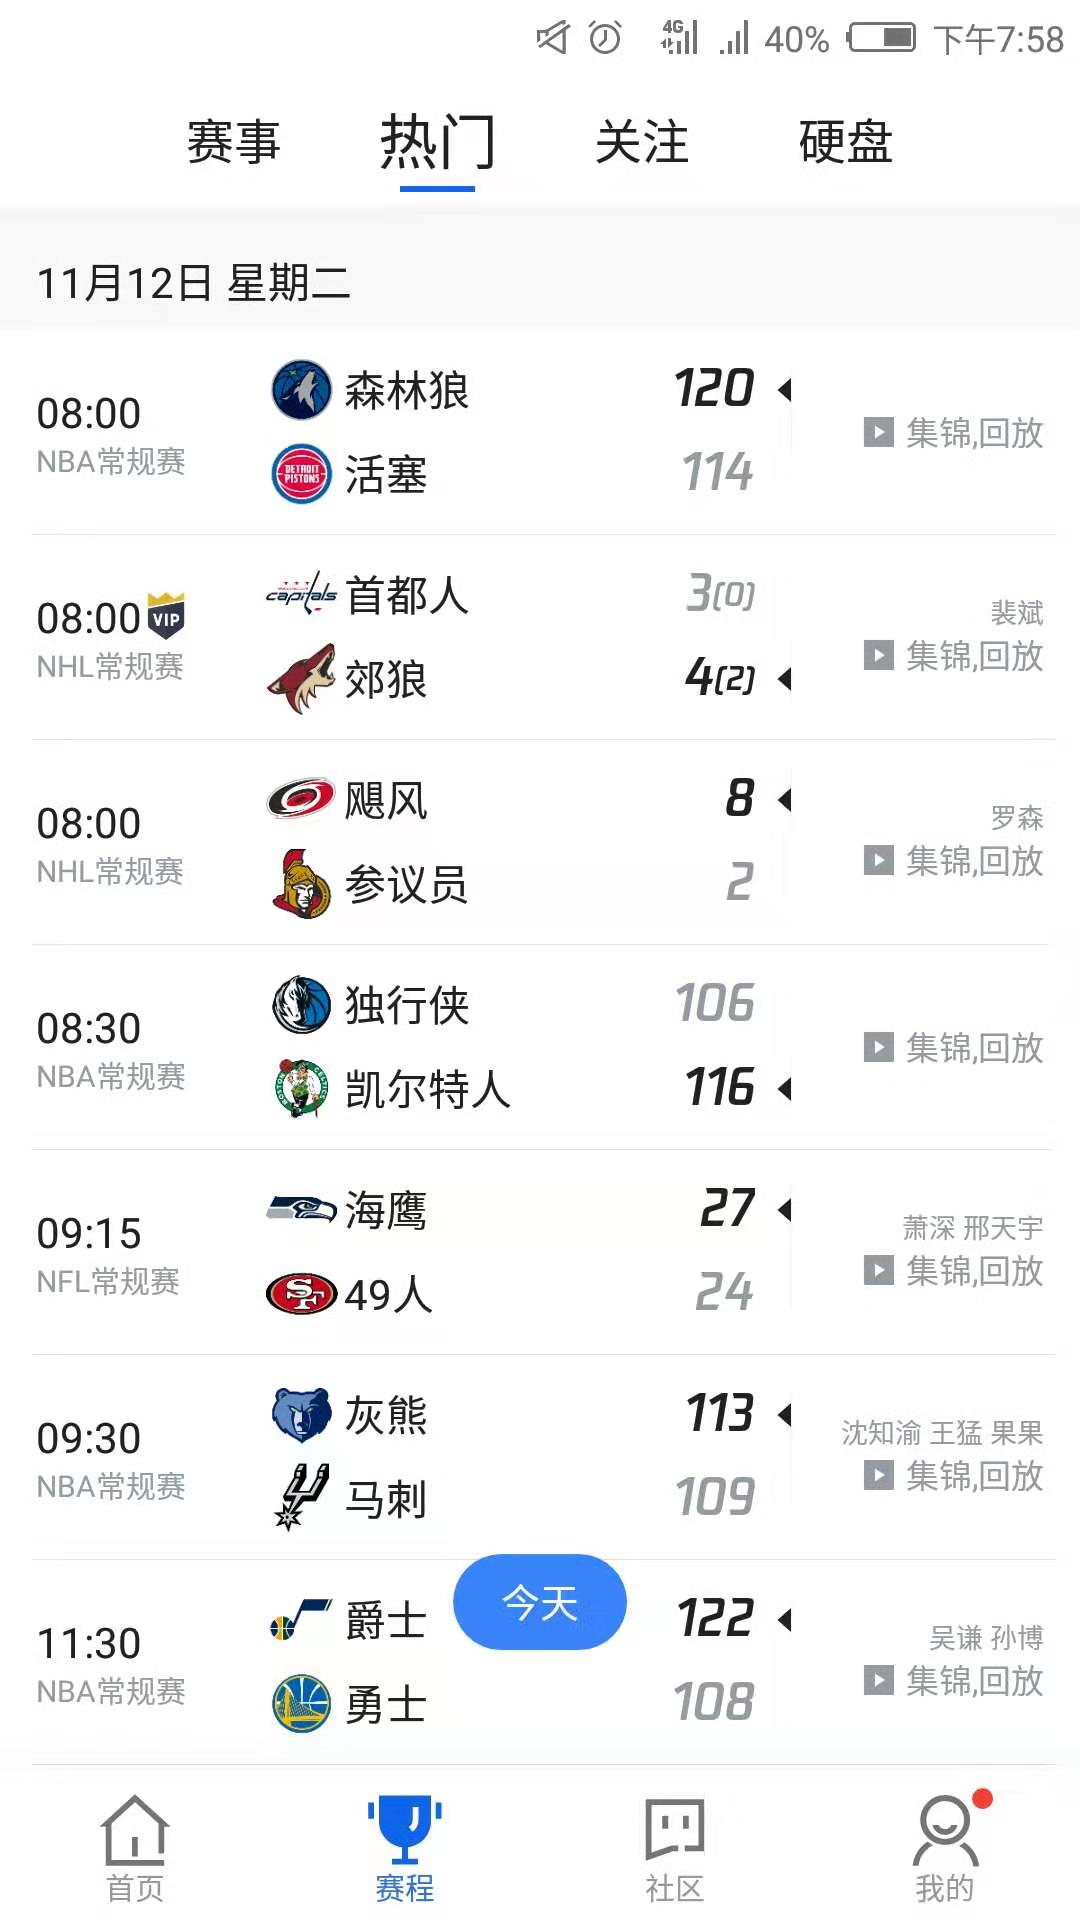 4G 40% 下午7:58
赛事 热门 关注 硬盘
11月12日 星期二
08:00
NBA常规赛
森林狼 120
DETROIT PISTONS
活塞 114
集锦,回放
08:00 VIP
NHL常规赛
capitals
首都人 3(0)
郊狼 4(2)
裴斌
集锦,回放
08:00
NHL常规赛
飓风 8
参议员 2
罗森
集锦,回放
08:30
NBA常规赛
独行侠 106
BOSTON CELTICS
凯尔特人 116
集锦,回放
09:15
NFL常规赛
海鹰 27
SF
49人 24
萧深 邢天宇
集锦,回放
09:30
NBA常规赛
灰熊 113
马刺 109
沈知渝 王猛 果果
集锦,回放
今天
11:30
NBA常规赛
爵士 122
勇士 108
吴谦 孙博
集锦,回放
首页 赛程 社区 我的